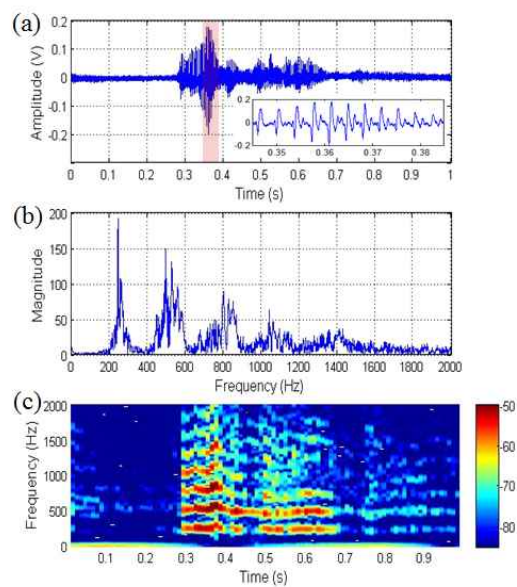 (a)
Amplitude (V)
0.2
0.1
0
-0.1
-0.2
0.2
0
-0.2
0.35 0.36 0.37 0.38
0 0.1 0.2 0.3 0.4 0.5 0.6 0.7 0.8 0.9 1
Time (s)
(b)
Magnitude
200
150
100
50
0
0 200 400 600 800 1000 1200 1400 1600 1800 2000
Frequency (Hz)
(c)
Frequency (Hz)
2000
1500
1000
500
0
0.1 0.2 0.3 0.4 0.5 0.6 0.7 0.8 0.9
Time (s)
-50
-60
-70
-80